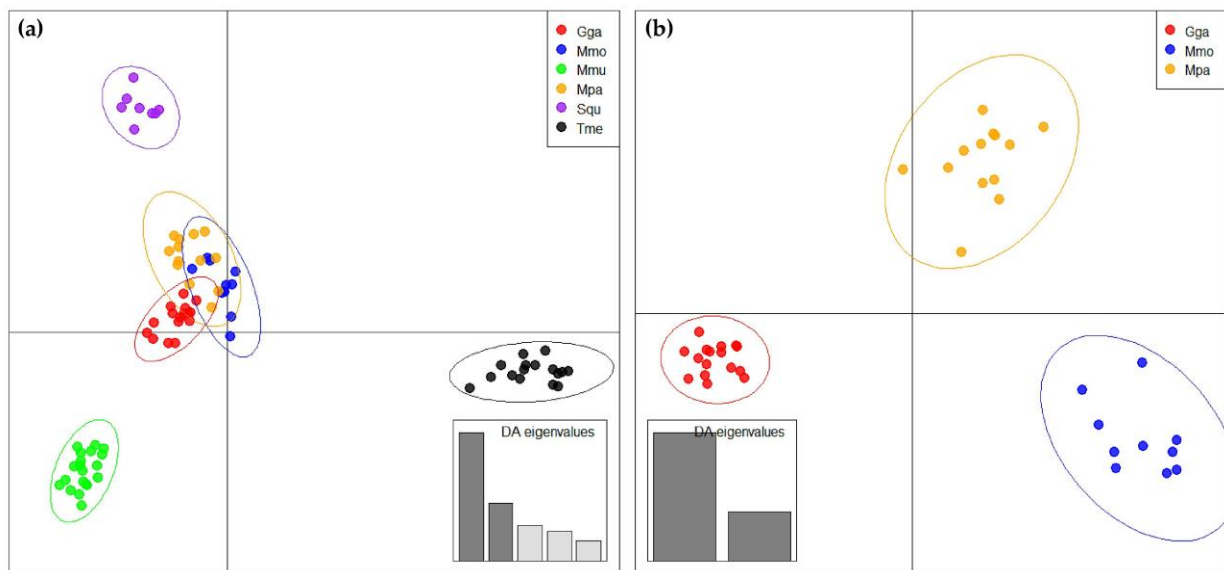 (a)
Gga
Mmo
Mmu
Mpa
Squ
Tme
DA eigenvalues
(b)
Gga
Mmo
Mpa
DA eigenvalues